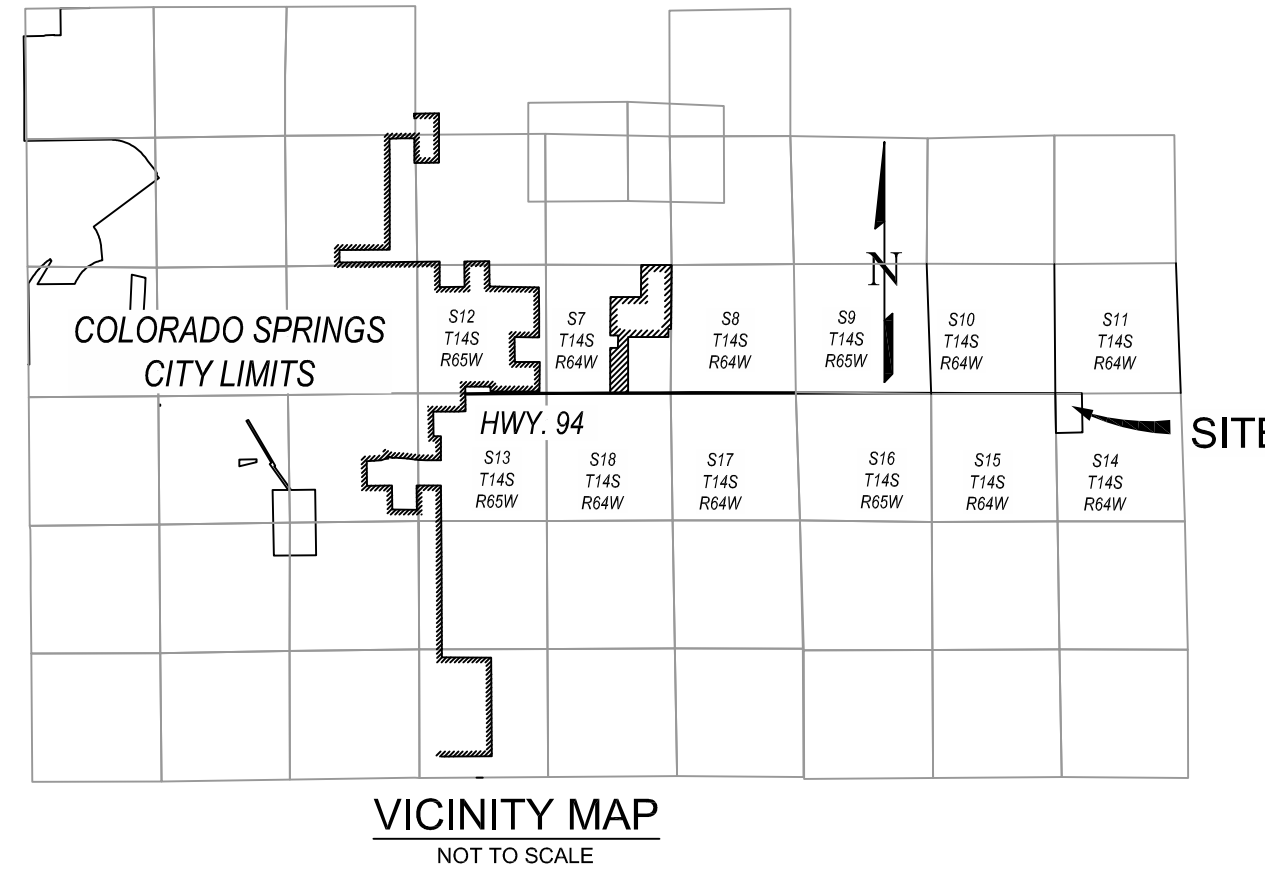 N
COLORADO SPRINGS
CITY LIMITS
S12
T14S
R65W
S7
T14S
R64W
S8
T14S
R64W
S9
T14S
R65W
S10
T14S
R64W
S11
T14S
R64W
HWY. 94
SITE
S13
T14S
R65W
S18
T14S
R64W
S17
T14S
R64W
S16
T14S
R65W
S15
T14S
R64W
S14
T14S
R64W
VICINITY MAP
NOT TO SCALE